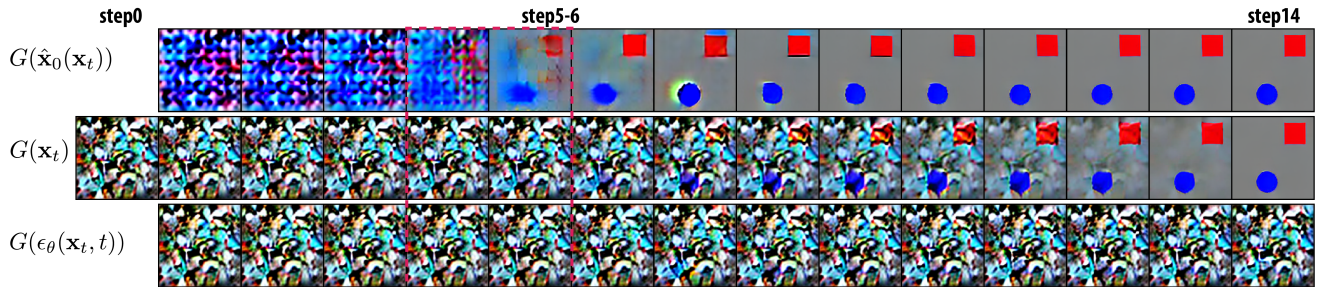 step0 step5-6 step14
G(x̂₀(xₜ))
G(xₜ)
G(ϵθ(xₜ, t))